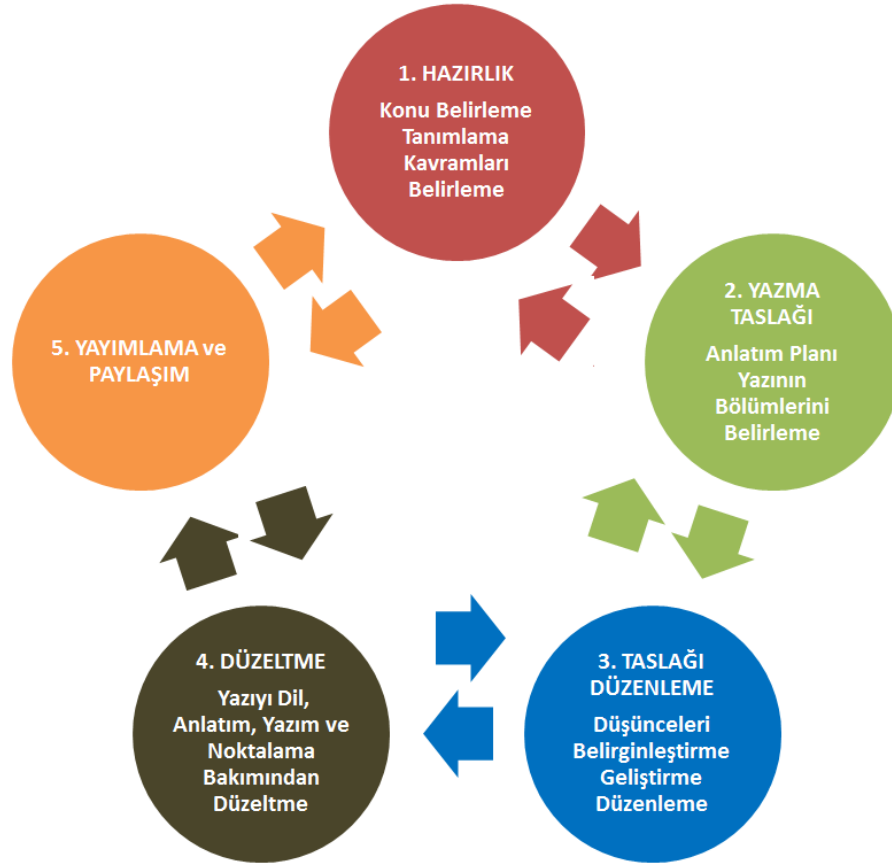 1. HAZIRLIK
Konu Belirleme
Tanımlama
Kavramları
Belirleme
2. YAZMA
TASLAĞI
Anlatım Planı
Yazının
Bölümlerini
Belirleme
3. TASLAĞI
DÜZENLEME
Düşünceleri
Belirginleştirme
Geliştirme
Düzenleme
4. DÜZELTME
Yazıyı Dil,
Anlatım, Yazım ve
Noktalama
Bakımından
Düzeltme
5. YAYIMLAMA ve
PAYLAŞIM